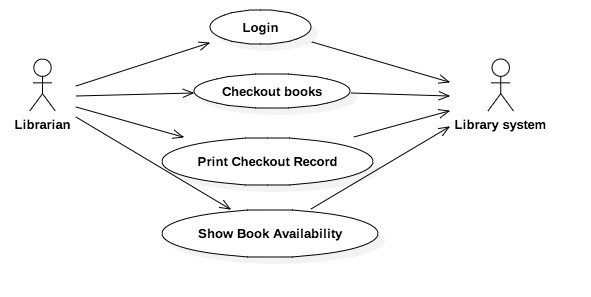 Login
Checkout books
Librarian
Library system
Print Checkout Record
Show Book Availability